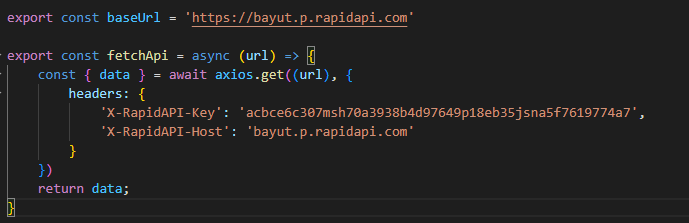 export const baseUrl = 'https://bayut.p.rapidapi.com'
export const fetchApi = async (url) => {
const { data } = await axios.get((url), {
headers: {
'X-RapidAPI-Key': 'acbce6c307msh70a3938b4d97649p18eb35jsna5f7619774a7',
'X-RapidAPI-Host': 'bayut.p.rapidapi.com'
}
})
return data;
}